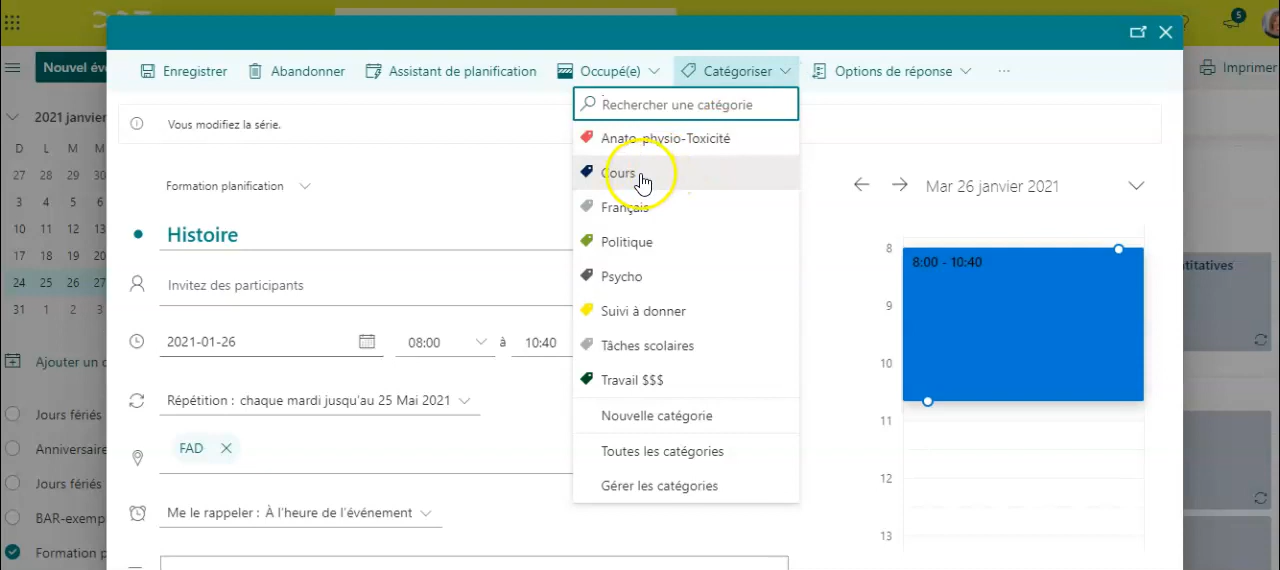 5
Nouvel évé
Imprimer
Enregistrer
Abandonner
Assistant de planification
Occupé(e)
Catégoriser
Options de réponse
...
Rechercher une catégorie
Anato-physio-Toxicité
Cours
Français
Politique
Psycho
Suivi à donner
Tâches scolaires
Travail $$$
Nouvelle catégorie
Toutes les catégories
Gérer les catégories
Vous modifiez la série.
Formation planification
Histoire
Invitez des participants
2021-01-26 08:00 à 10:40
Répétition : chaque mardi jusqu'au 25 Mai 2021
FAD
Me le rappeler : À l'heure de l'événement
Mar 26 janvier 2021
8
8:00 - 10:40
9
10
11
12
13
2021 janvier
D L M M
27 28 29 30
3 4 5 6
10 11 12 13
17 18 19 20
24 25 26 27
31 1 2 3
Ajouter un c
Jours fériés
Anniversaire
Jours fériés
BAR-exemp
Formation p
titatives